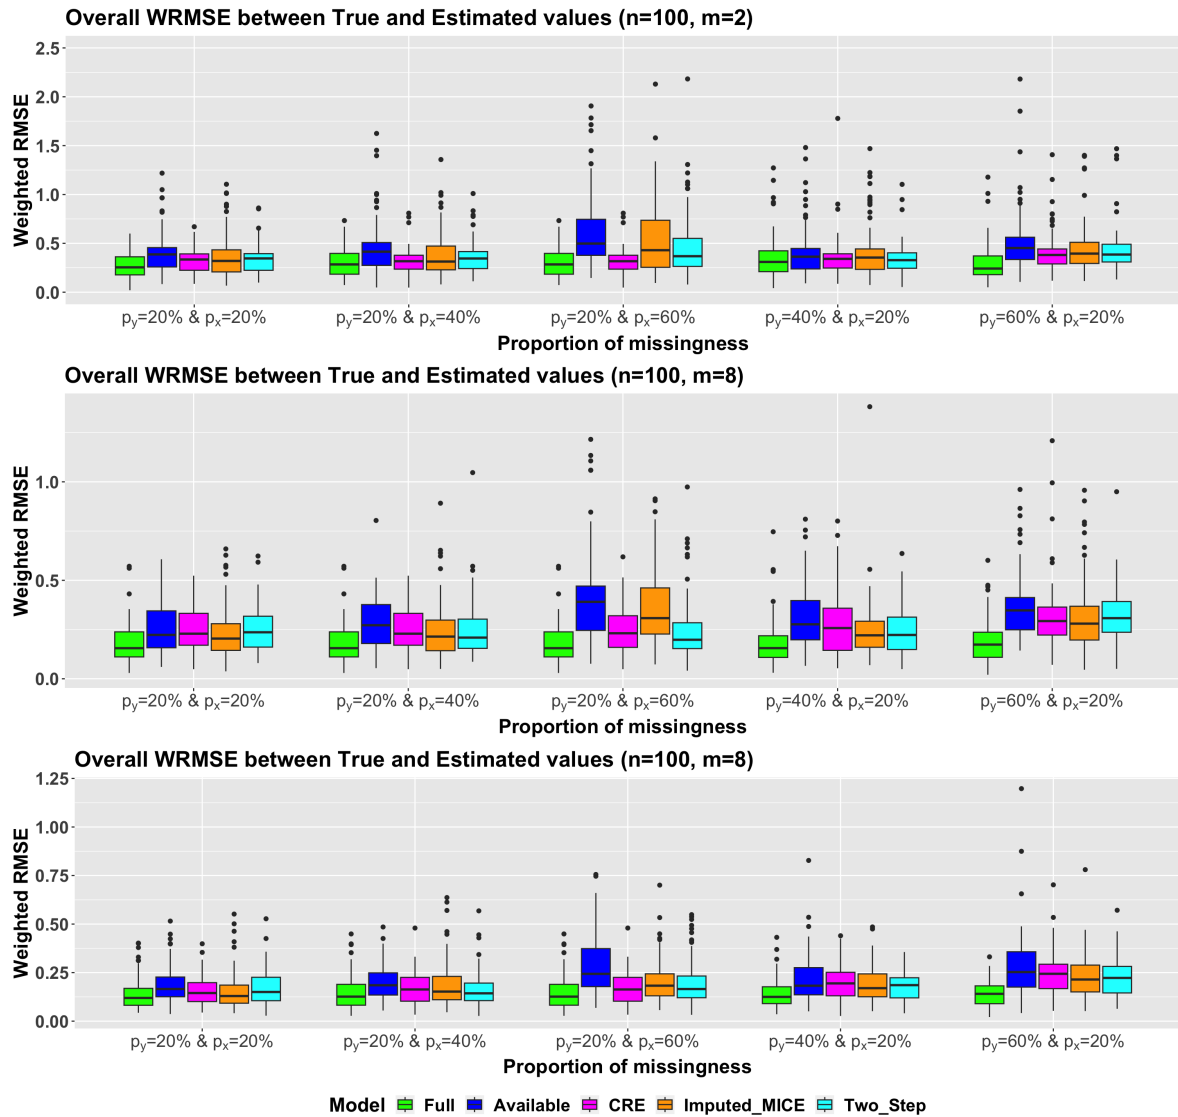 Overall WRMSE between True and Estimated values (n=100, m=2)
Weighted RMSE
2.5
2.0
1.5
1.0
0.5
0.0
py=20% & px=20% py=20% & px=40% py=20% & px=60% py=40% & px=20% py=60% & px=20%
Proportion of missingness
Overall WRMSE between True and Estimated values (n=100, m=8)
Weighted RMSE
1.0
0.5
0.0
py=20% & px=20% py=20% & px=40% py=20% & px=60% py=40% & px=20% py=60% & px=20%
Proportion of missingness
Overall WRMSE between True and Estimated values (n=100, m=8)
Weighted RMSE
1.25
1.00
0.75
0.50
0.25
0.00
py=20% & px=20% py=20% & px=40% py=20% & px=60% py=40% & px=20% py=60% & px=20%
Proportion of missingness
Model Full Available CRE Imputed_MICE Two_Step